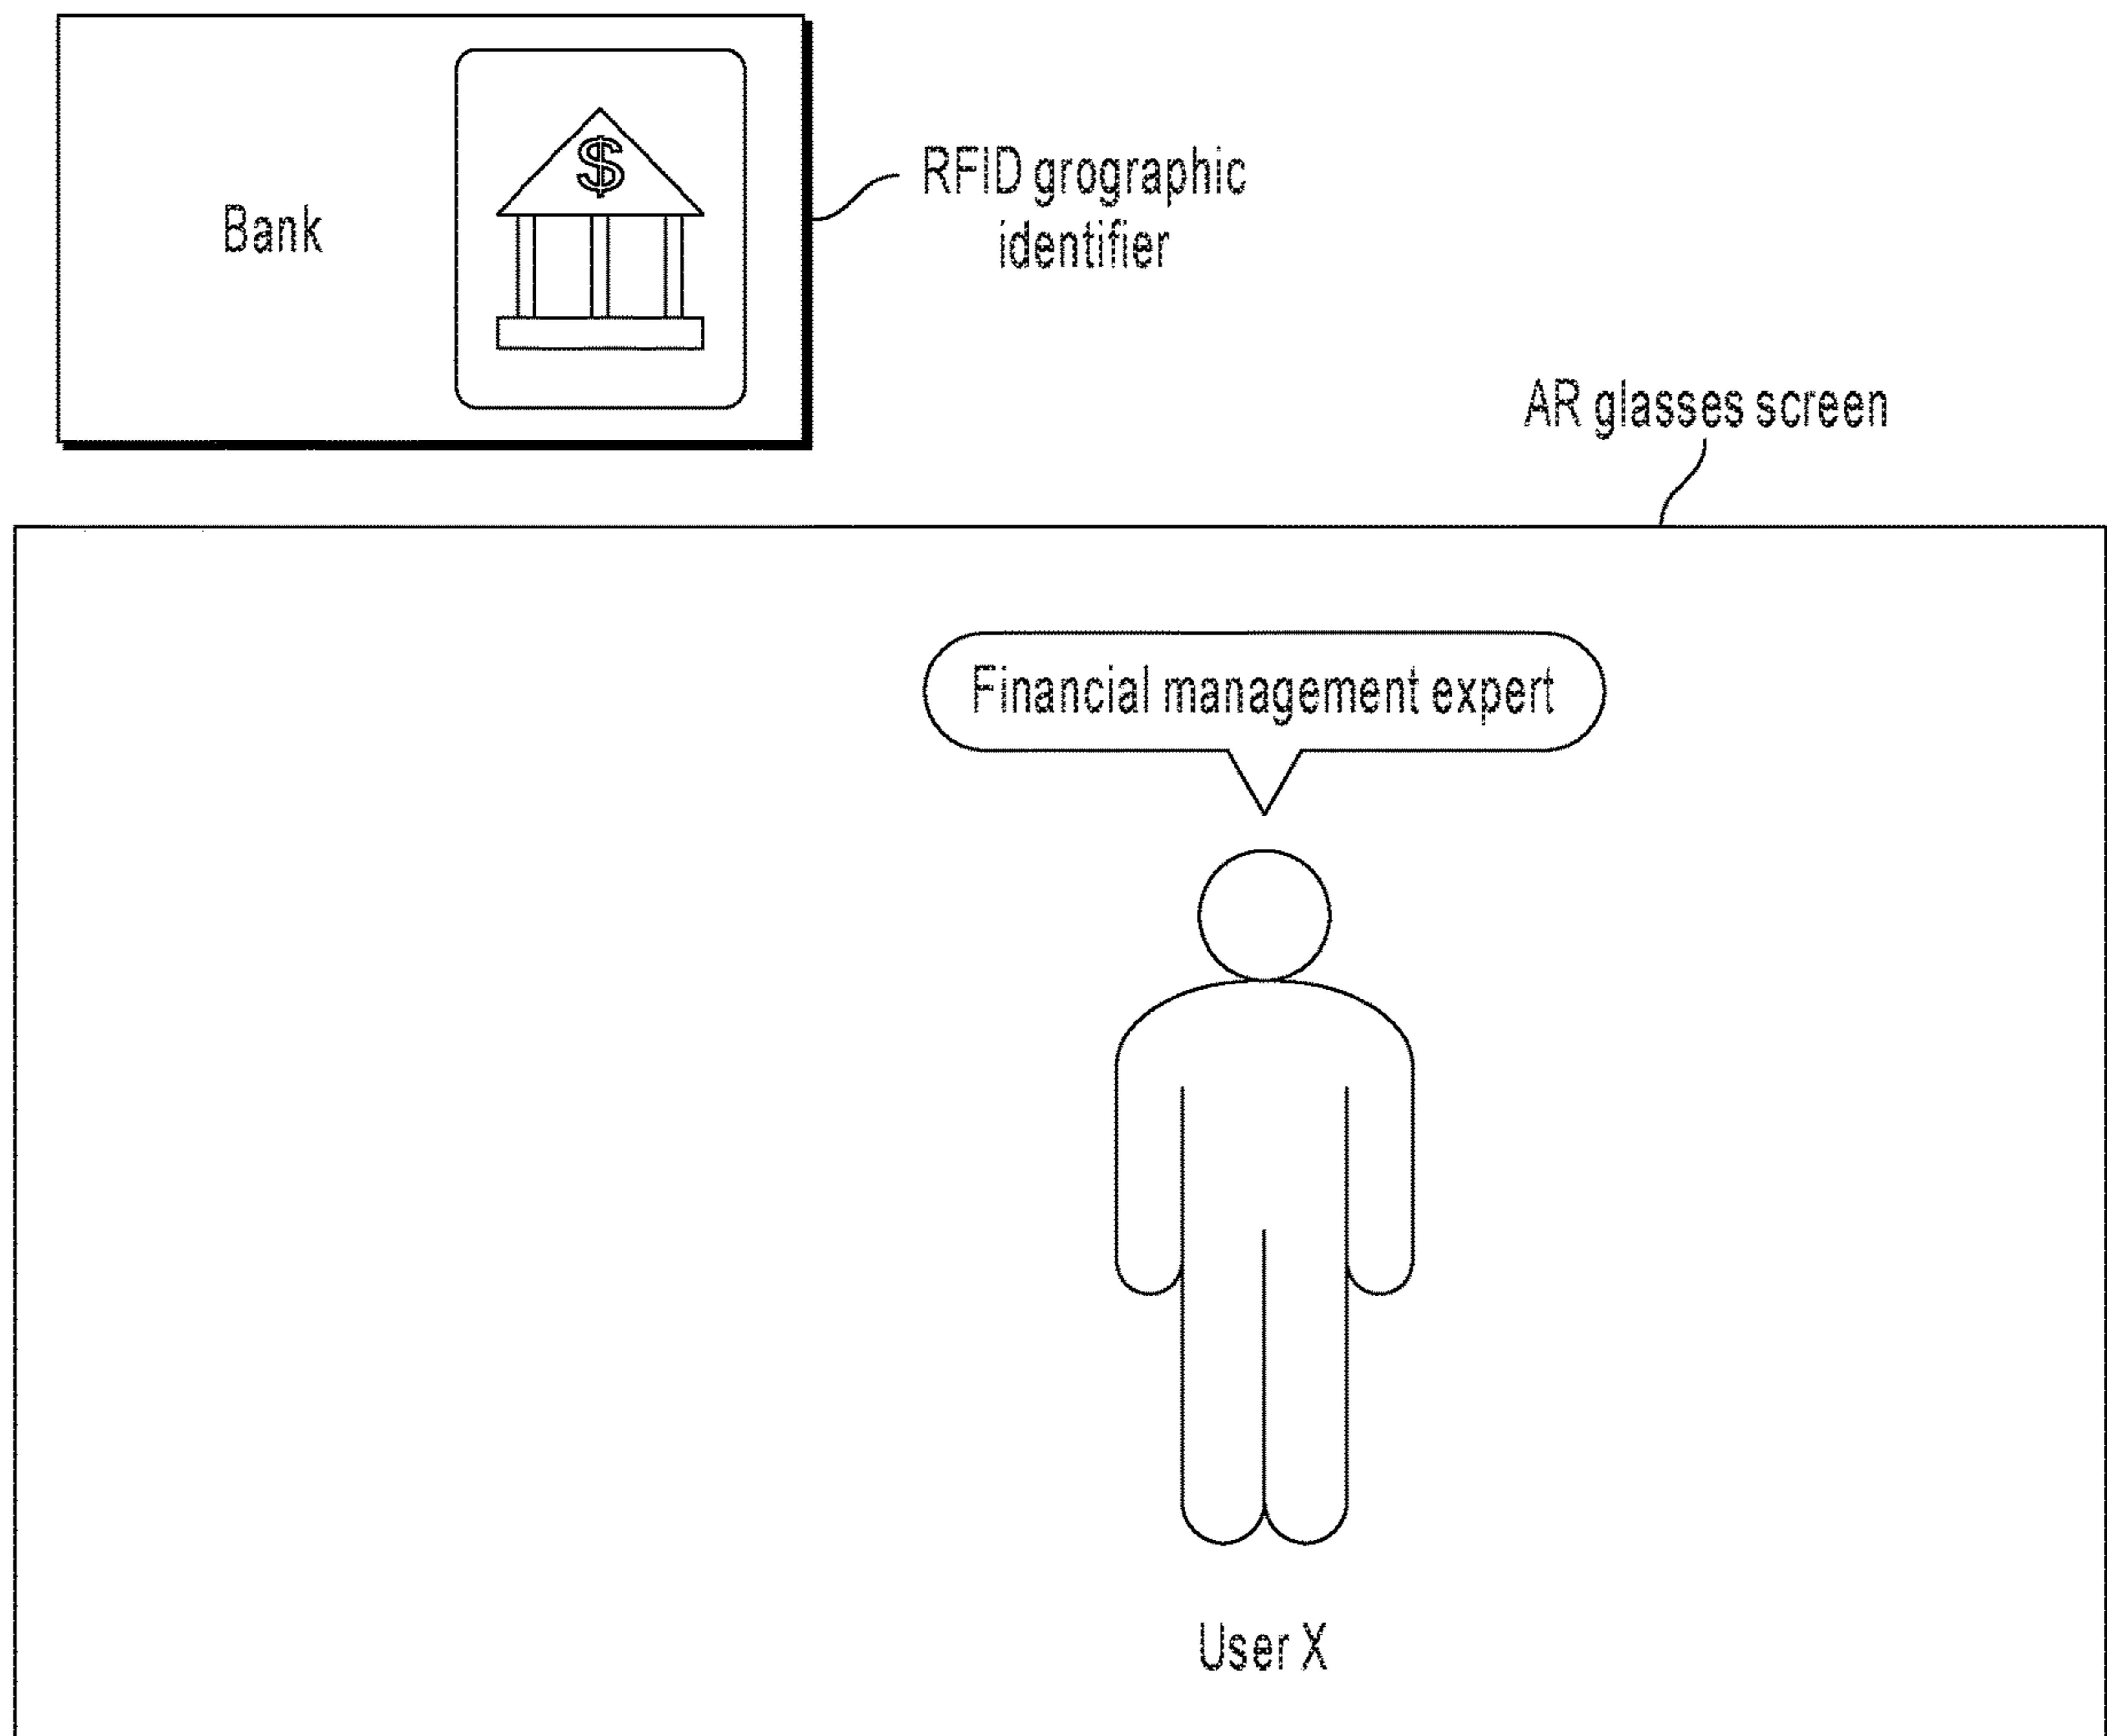 Bank
$
RFID grographic
identifier
AR glasses screen
Financial management expert
User X